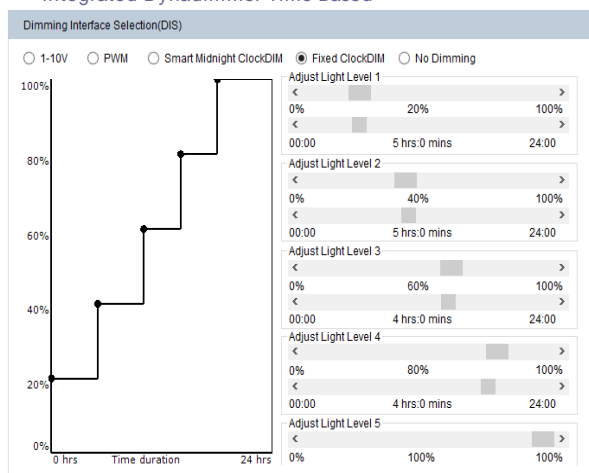 Integrated Dynadimmer Time Based
Dimming Interface Selection(DIS)
1-10V PWM Smart Midnight ClockDIM Fixed ClockDIM No Dimming
100%
80%
60%
40%
20%
0%
0 hrs Time duration 24 hrs
Adjust Light Level 1
0% 20% 100%
00:00 5 hrs:0 mins 24:00
Adjust Light Level 2
0% 40% 100%
00:00 5 hrs:0 mins 24:00
Adjust Light Level 3
0% 60% 100%
00:00 4 hrs:0 mins 24:00
Adjust Light Level 4
0% 80% 100%
00:00 4 hrs:0 mins 24:00
Adjust Light Level 5
0% 100% 100%